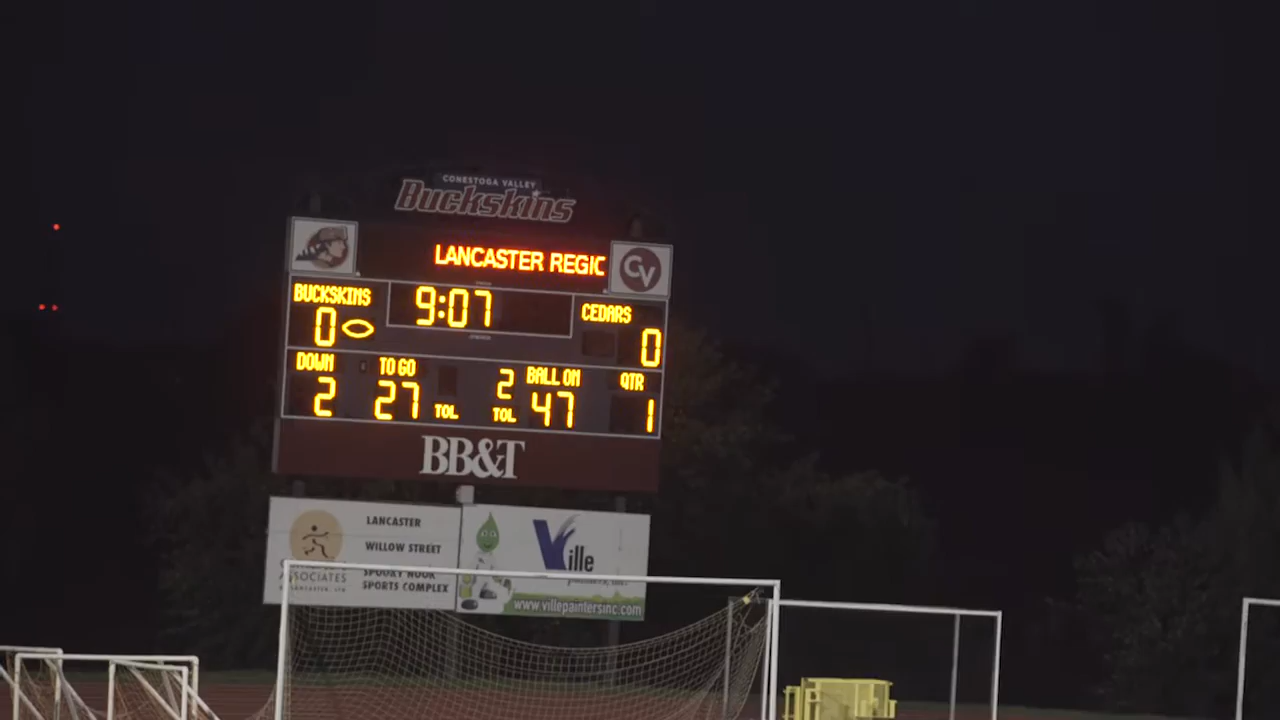 CONESTOGA VALLEY
Buckskins
LANCASTER REGIC
CV
BUCKSKINS
9:07
CEDARS
0
0
DOWN
TO GO
2
BALL ON
QTR
2
27
TOL
TOL
47
1
BB&T
LANCASTER
WILLOW STREET
SPOOKY NOOK
SPORTS COMPLEX
ASSOCIATES
Ville
www.villepaintersinc.com